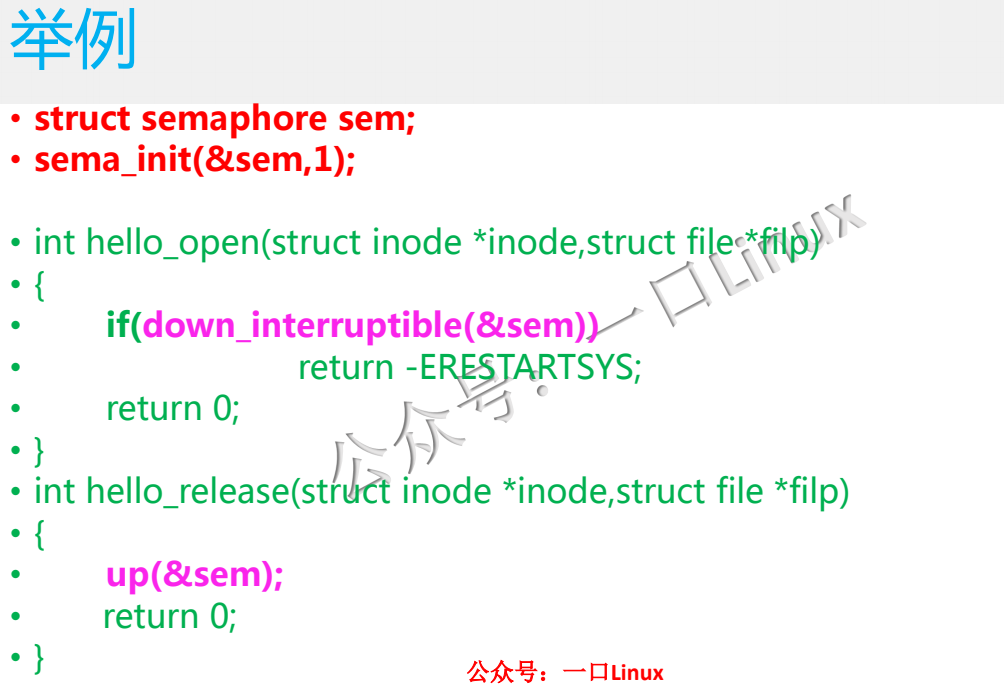 举例
• struct semaphore sem;
• sema_init(&sem,1);
• int hello_open(struct inode *inode,struct file *filp)
• {
• if(down_interruptible(&sem))
• return -ERESTARTSYS;
• return 0;
• }
• int hello_release(struct inode *inode,struct file *filp)
• {
• up(&sem);
• return 0;
• }
公众号：一口Linux
公众号：一口Linux